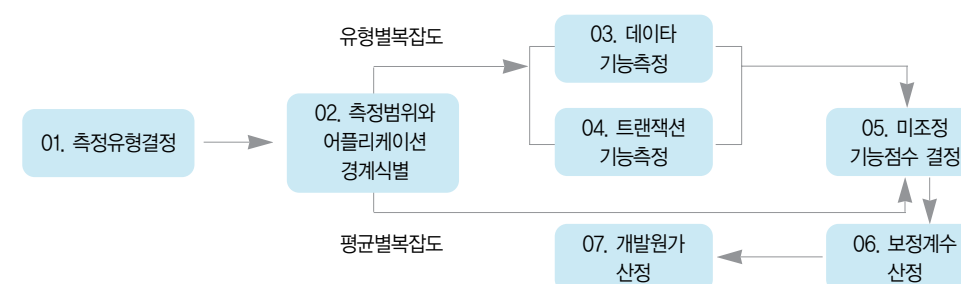 유형별복잡도
03. 데이타
기능측정
01. 측정유형결정
02. 측정범위와
어플리케이션
경계식별
04. 트랜잭션
기능측정
05. 미조정
기능점수 결정
평균별복잡도
07. 개발원가
산정
06. 보정계수
산정